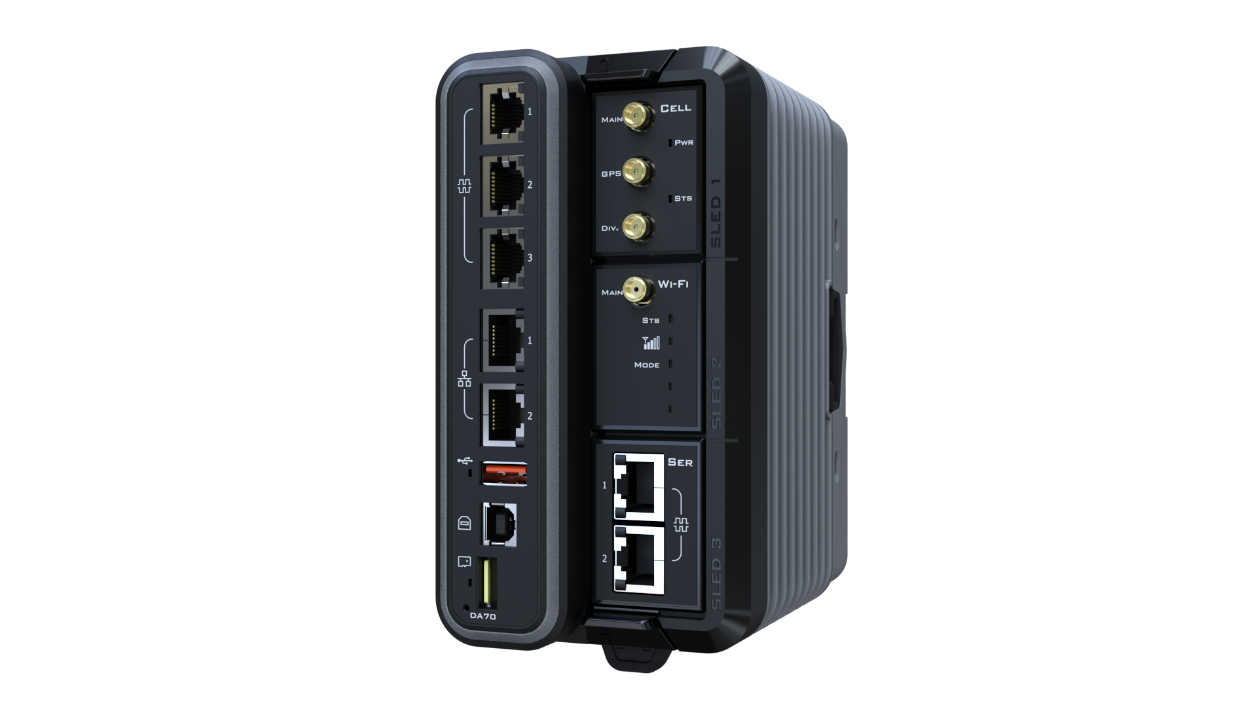 1
2
3
1
2
DA70
CELL
MAIN
PWR
GPS
STS
DIV.
SLED 1
WI-FI
MAIN
STS
MODE
SLED 2
SER
1
2
SLED 3